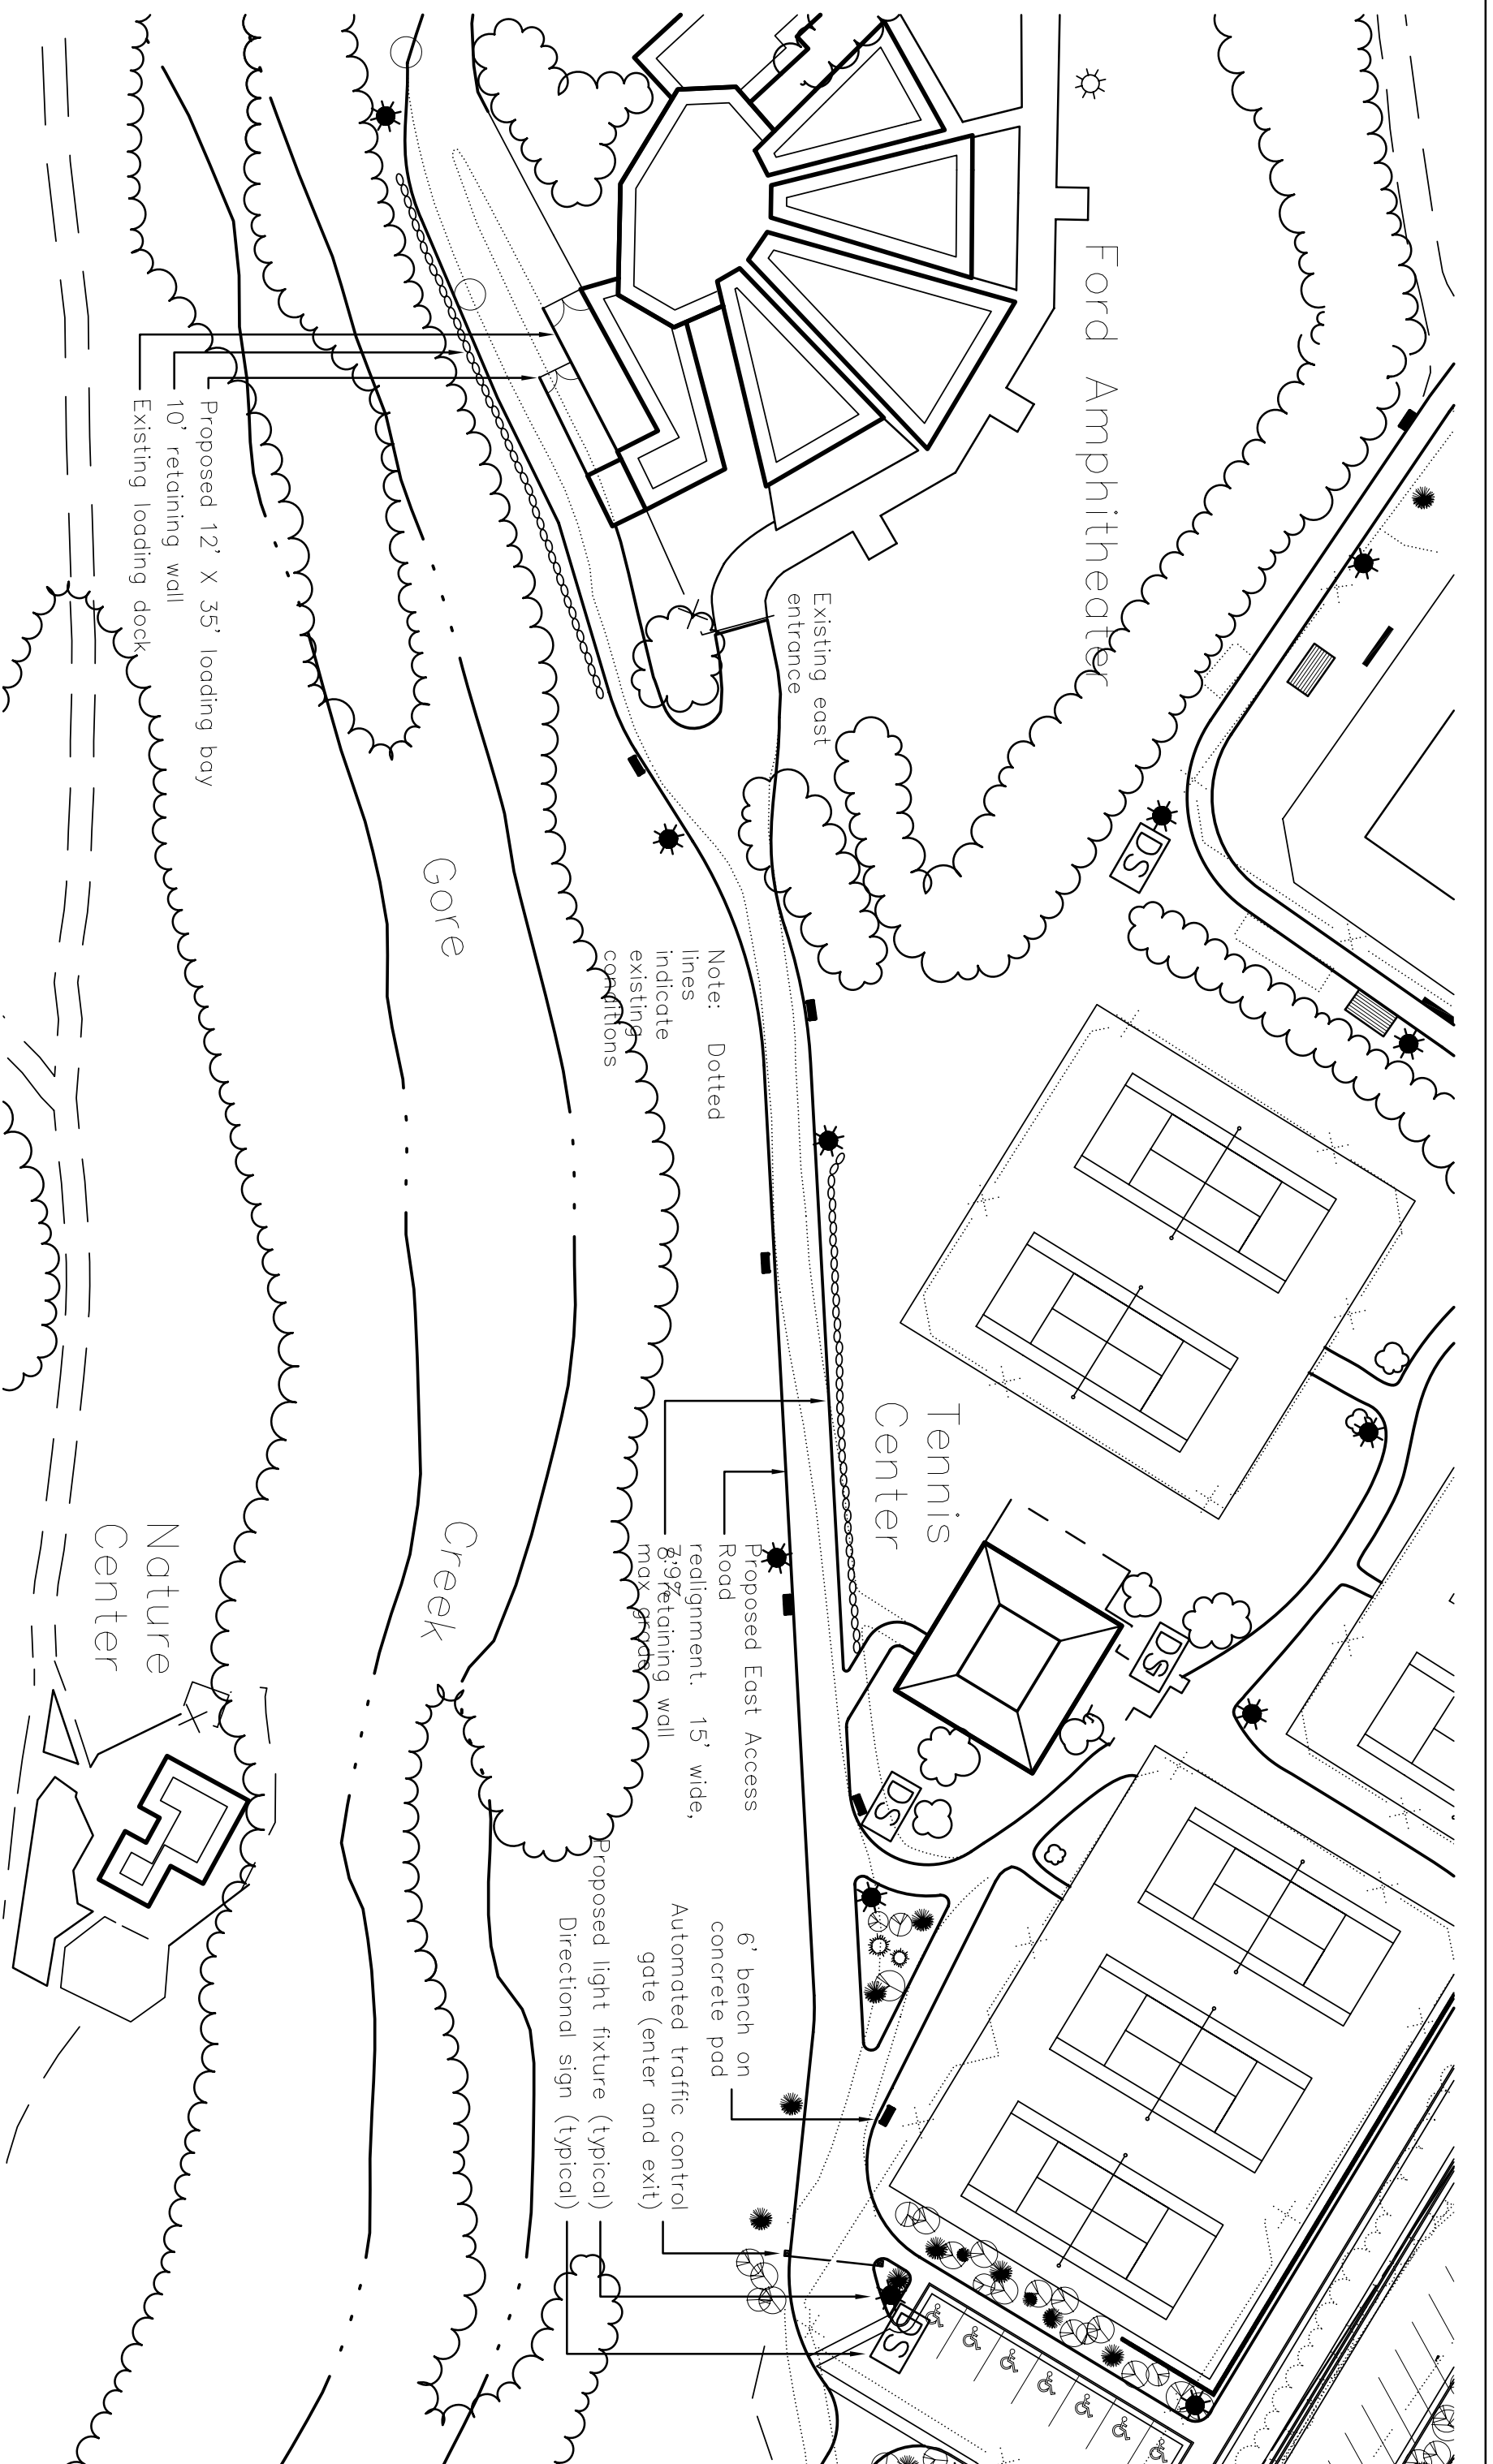 Ford Amphitheater
Existing east
entrance
Proposed 12' X 35' loading bay
10' retaining wall
Existing loading dock
Gore
Creek
Note: Dotted
lines
indicate
existing
conditions
Tennis
Center
Proposed East Access
Road
realignment. 15' wide,
7.9%
max grade
8' retaining wall
Nature
Center
6' bench on
concrete pad
Automated traffic control
gate (enter and exit)
Proposed light fixture (typical)
Directional sign (typical)
DS
DS
DS
DS